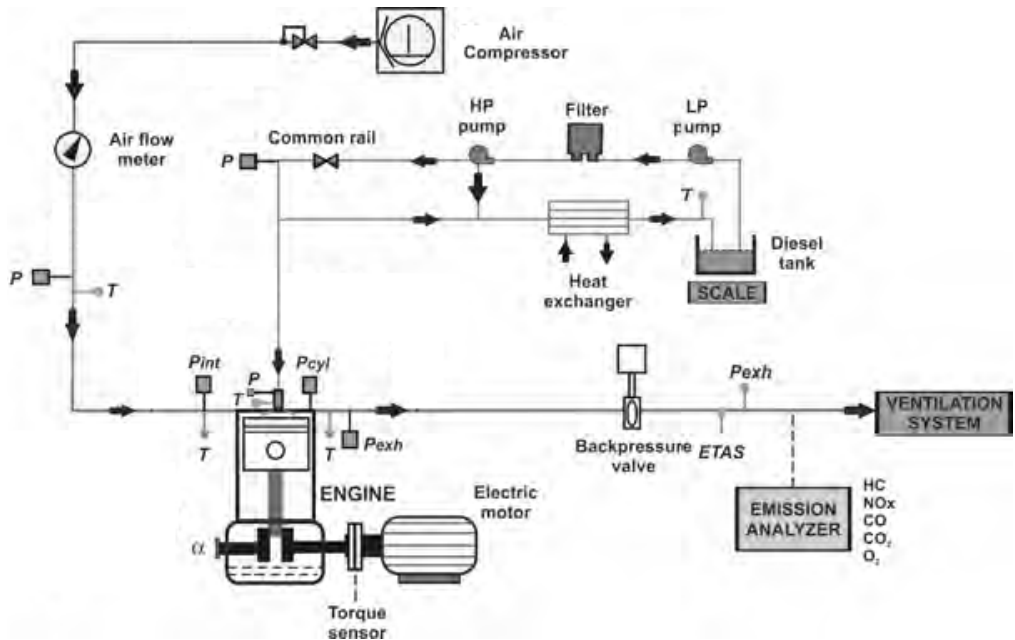 Air
Compressor
HP
pump
Filter
LP
pump
Air flow
meter
Common rail
P
T
Diesel
tank
P
T
Heat
exchanger
SCALE
Pint
P
T
Pcyl
Pexh
VENTILATION
SYSTEM
T
T
Pexh
Backpressure
valve
ETAS
ENGINE
Electric
motor
EMISSION
ANALYZER
HC
NOx
CO
CO₂
O₂
α
Torque
sensor